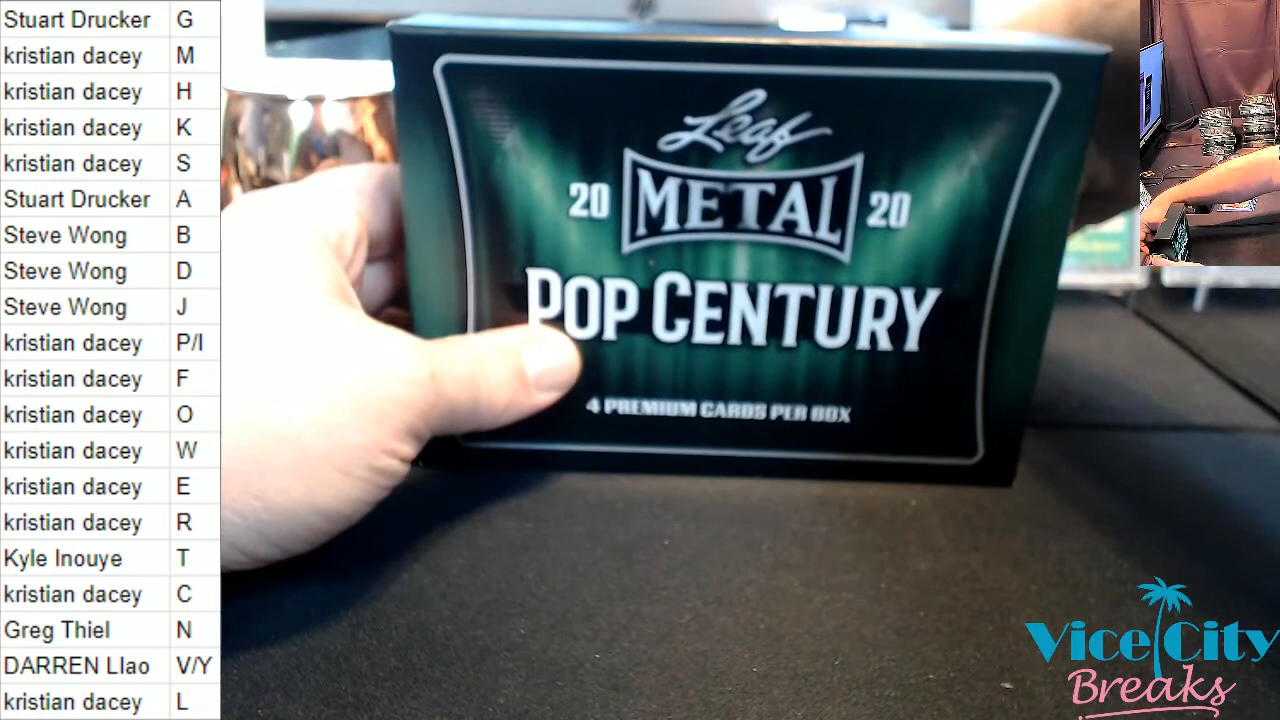 Stuart Drucker G
kristian dacey M
kristian dacey H
kristian dacey K
kristian dacey S
Stuart Drucker A
Steve Wong B
Steve Wong D
Steve Wong J
kristian dacey P/I
kristian dacey F
kristian dacey O
kristian dacey W
kristian dacey E
kristian dacey R
Kyle Inouye T
kristian dacey C
Greg Thiel N
DARREN Llao V/Y
kristian dacey L
Leaf
20 METAL 20
POP CENTURY
4 PREMIUM CARDS PER BOX
Vice City
Breaks